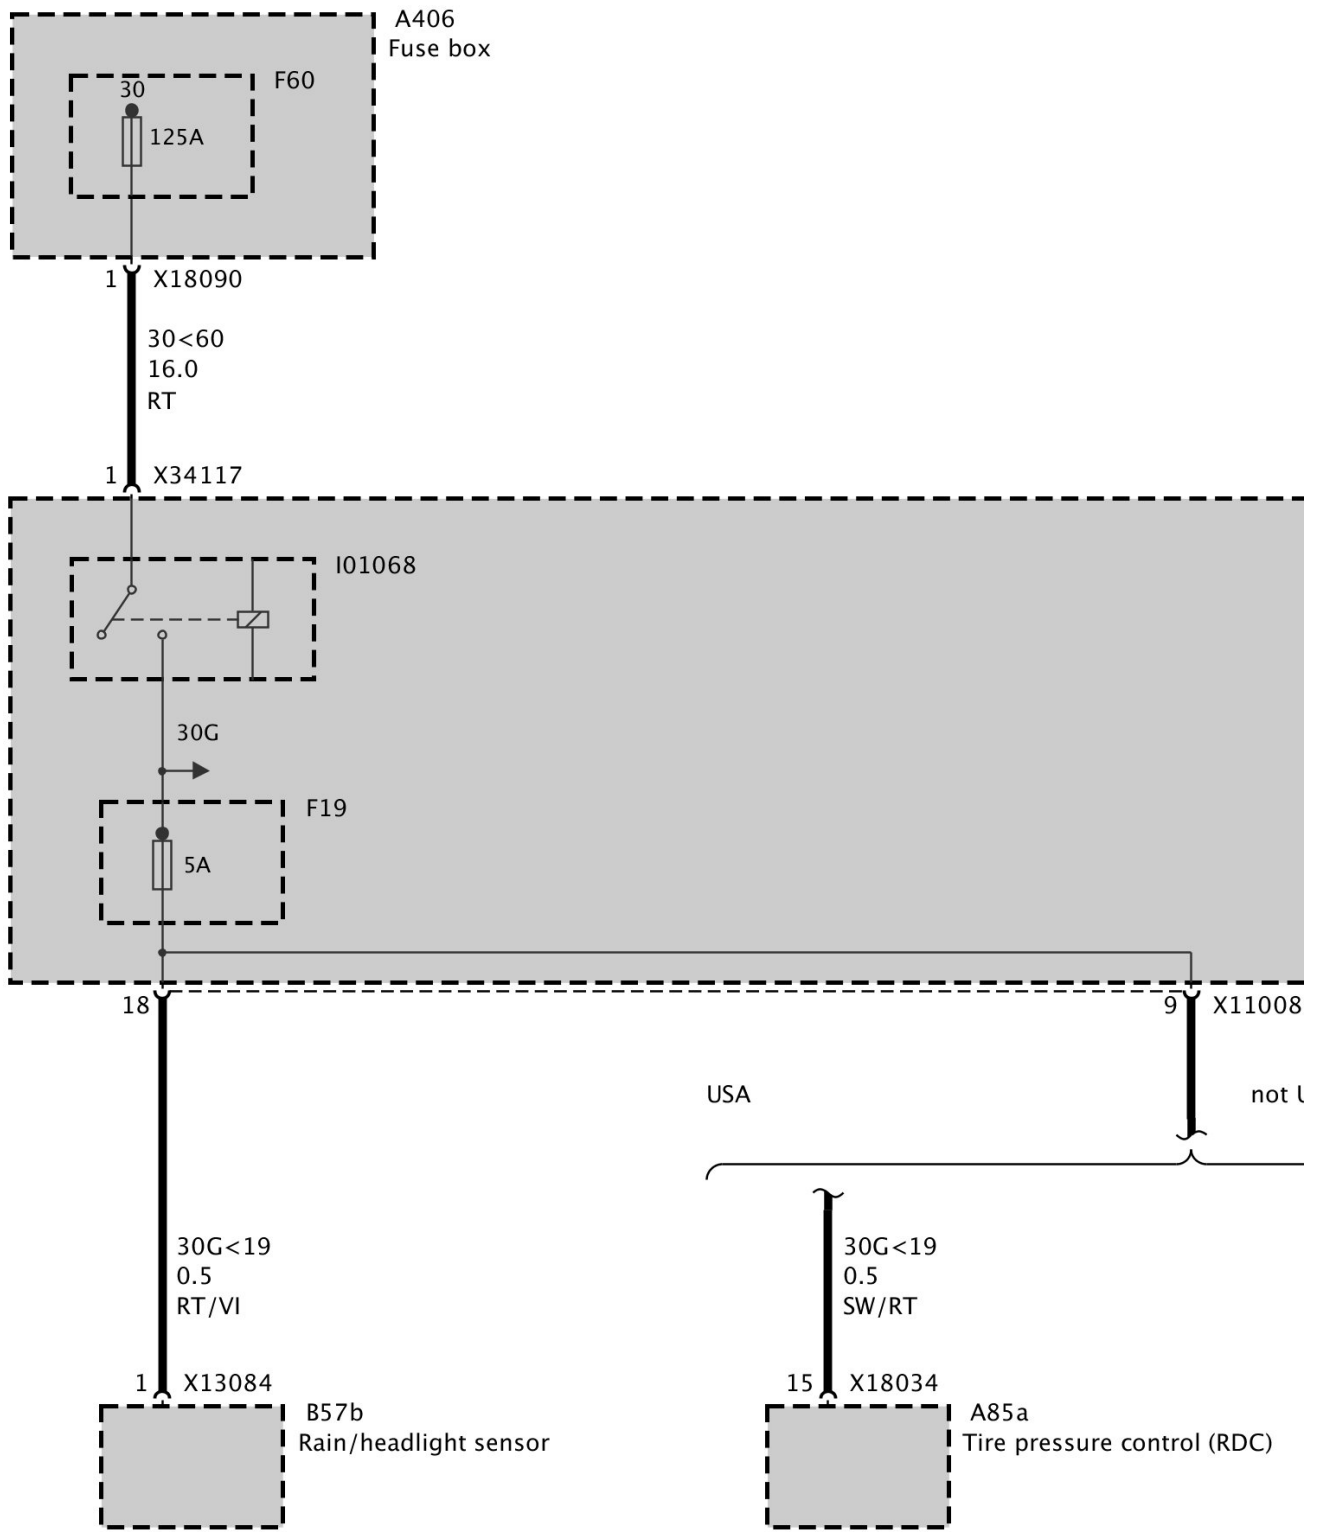 A406
Fuse box
F60
30
125A
1 X18090
30<60
16.0
RT
1 X34117
I01068
30G
F19
5A
18
9 X11008
USA
not U
30G<19
0.5
RT/VI
30G<19
0.5
SW/RT
1 X13084
15 X18034
B57b
Rain/headlight sensor
A85a
Tire pressure control (RDC)